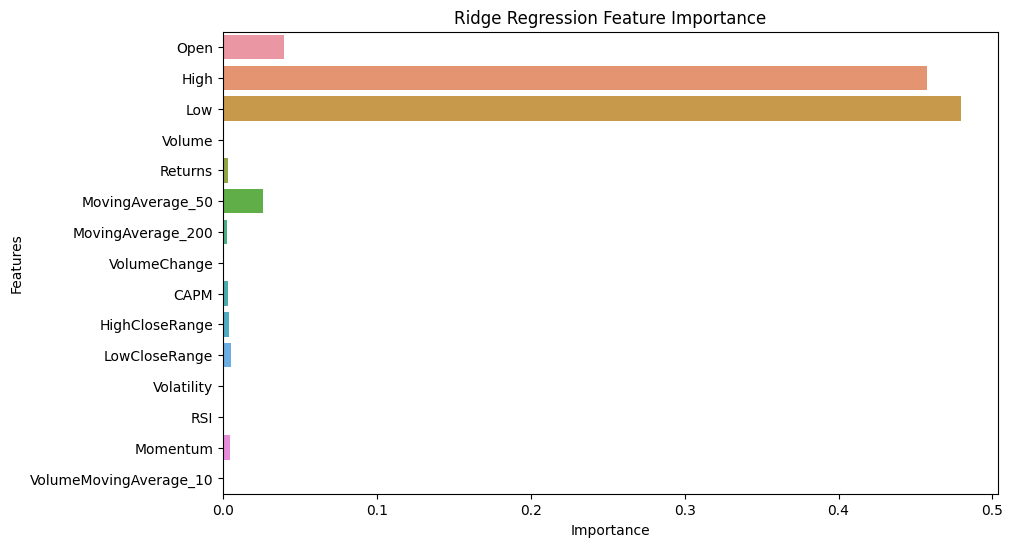 Ridge Regression Feature Importance
Open
High
Low
Volume
Returns
MovingAverage_50
MovingAverage_200
VolumeChange
CAPM
HighCloseRange
LowCloseRange
Volatility
RSI
Momentum
VolumeMovingAverage_10
Features
0.0 0.1 0.2 0.3 0.4 0.5
Importance